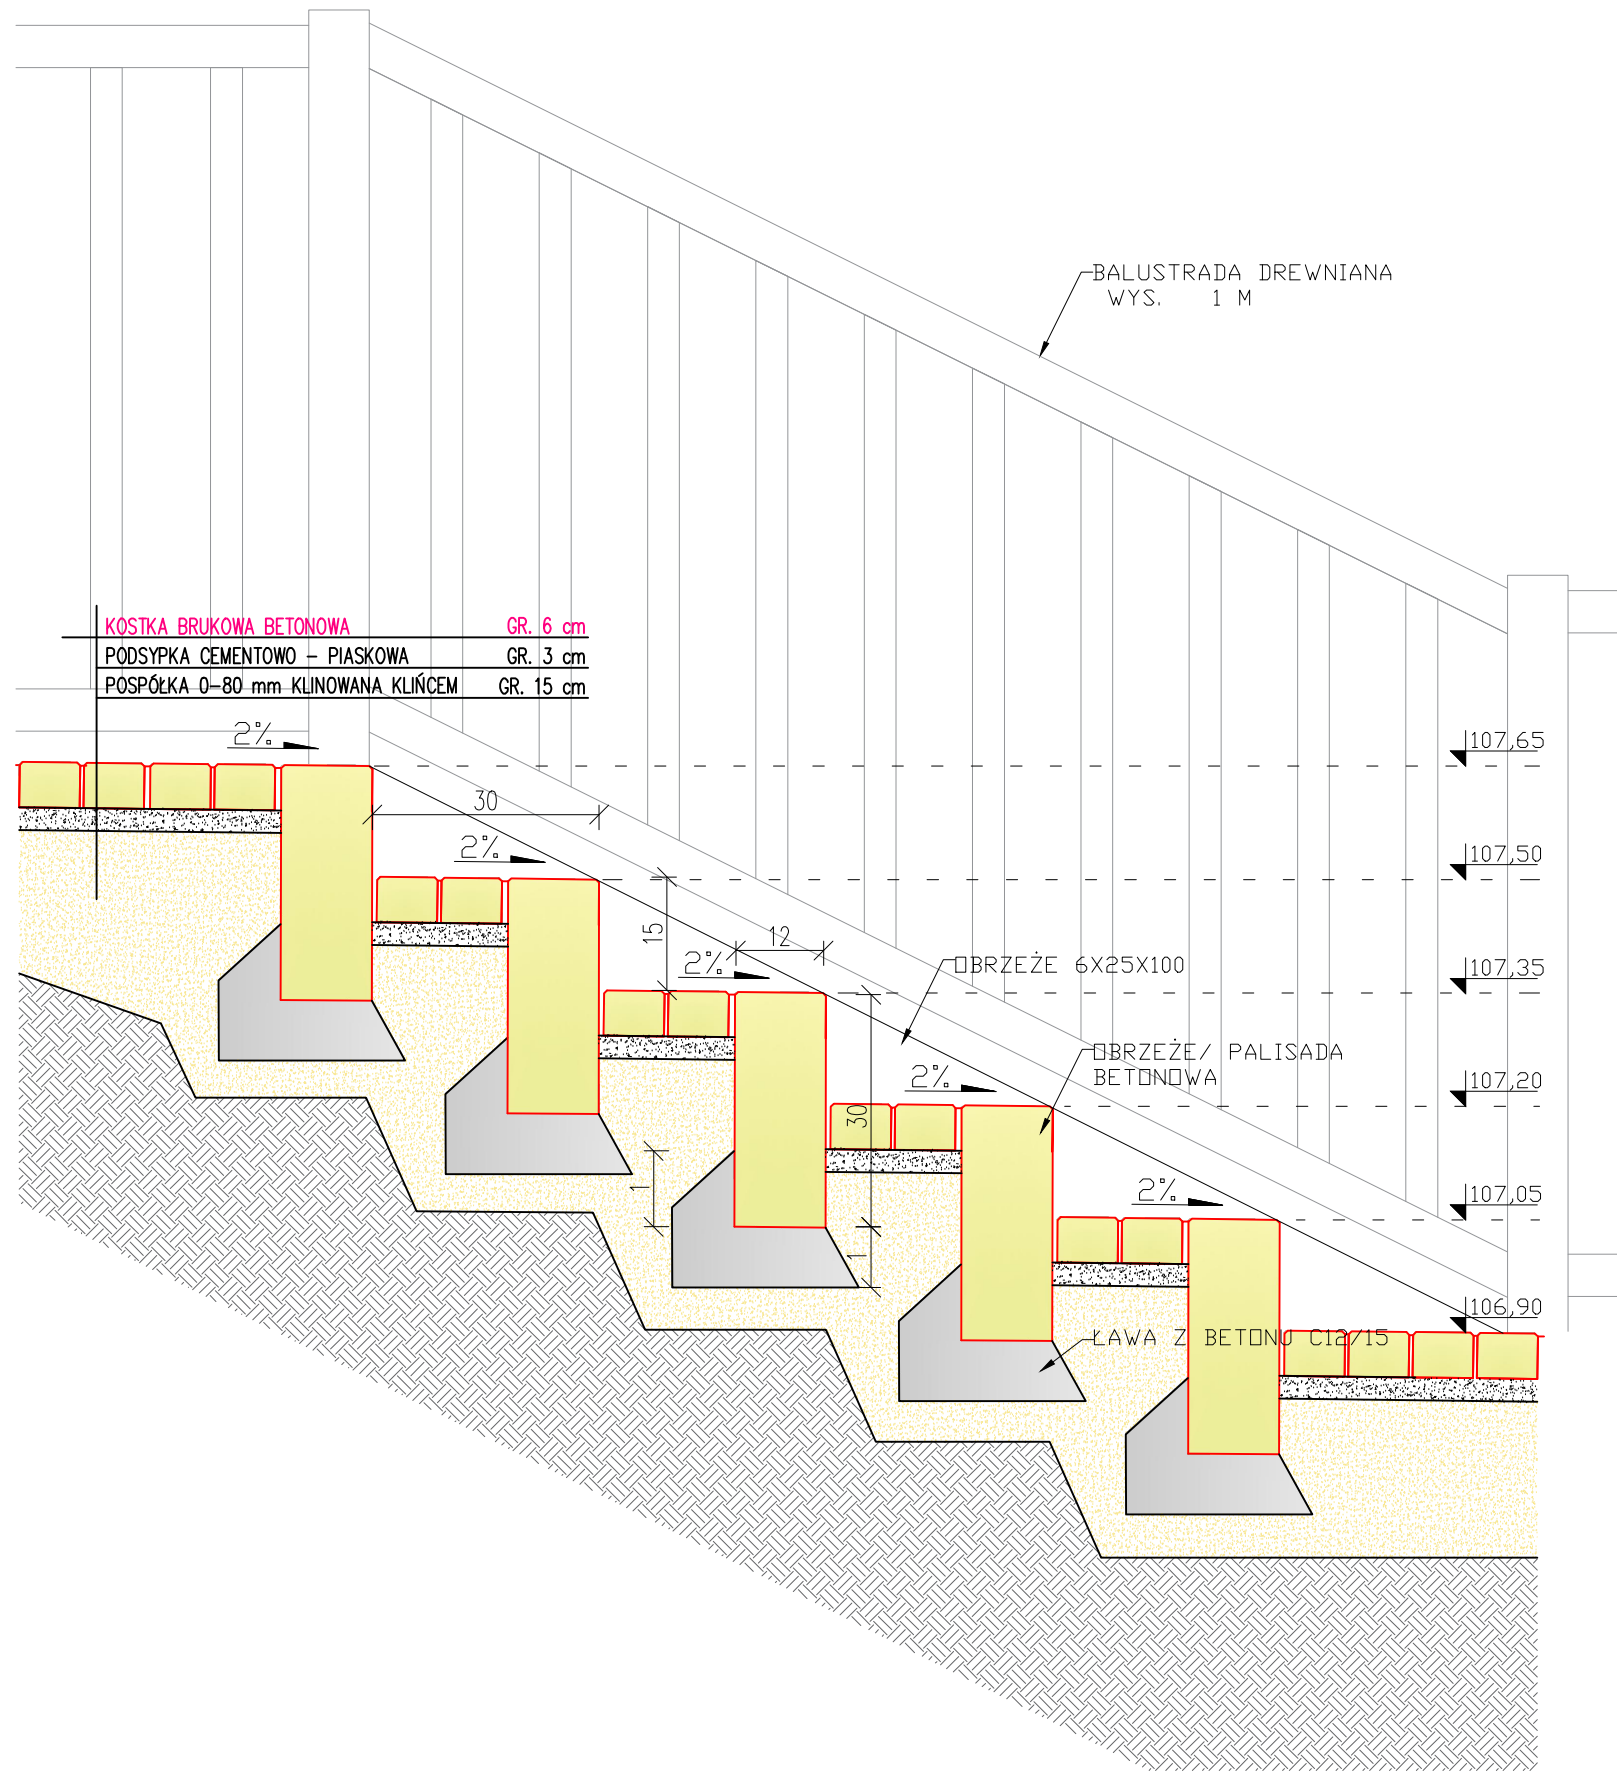 BALUSTRADA DREWNIANA
WYS. 1 M
KOSTKA BRUKOWA BETONOWA GR. 6 cm
PODSYPKA CEMENTOWO - PIASKOWA GR. 3 cm
POSPÓŁKA 0-80 mm KLINOWANA KLIŃCEM GR. 15 cm
2%
107,65
30
2%
107,50
15
12
2%
OBRZEŻE 6X25X100
107,35
OBRZEŻE/ PALISADA
BETONOWA
2%
107,20
30
1
2%
107,05
1
106,90
ŁAWA Z BETONU C12/15